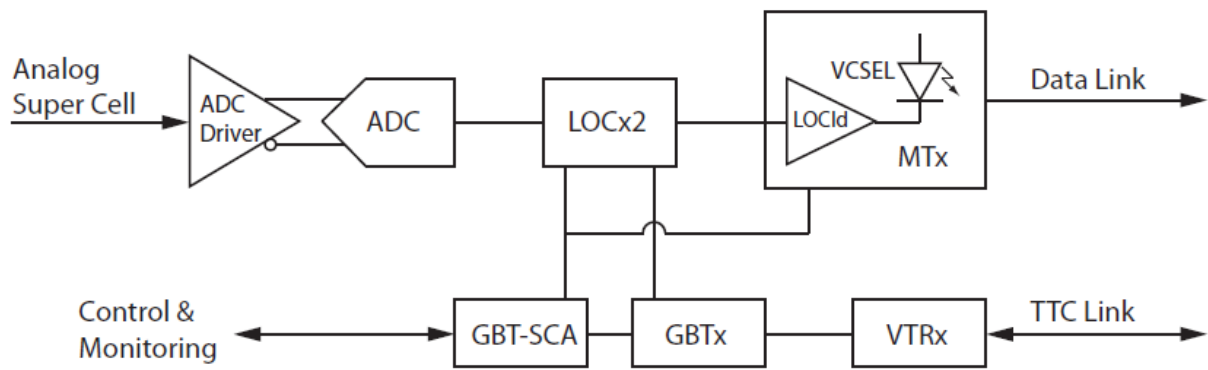 Analog
Super Cell
ADC
Driver
ADC
LOCx2
VCSEL
LOCld
MTx
Data Link
Control &
Monitoring
GBT-SCA
GBTx
VTRx
TTC Link